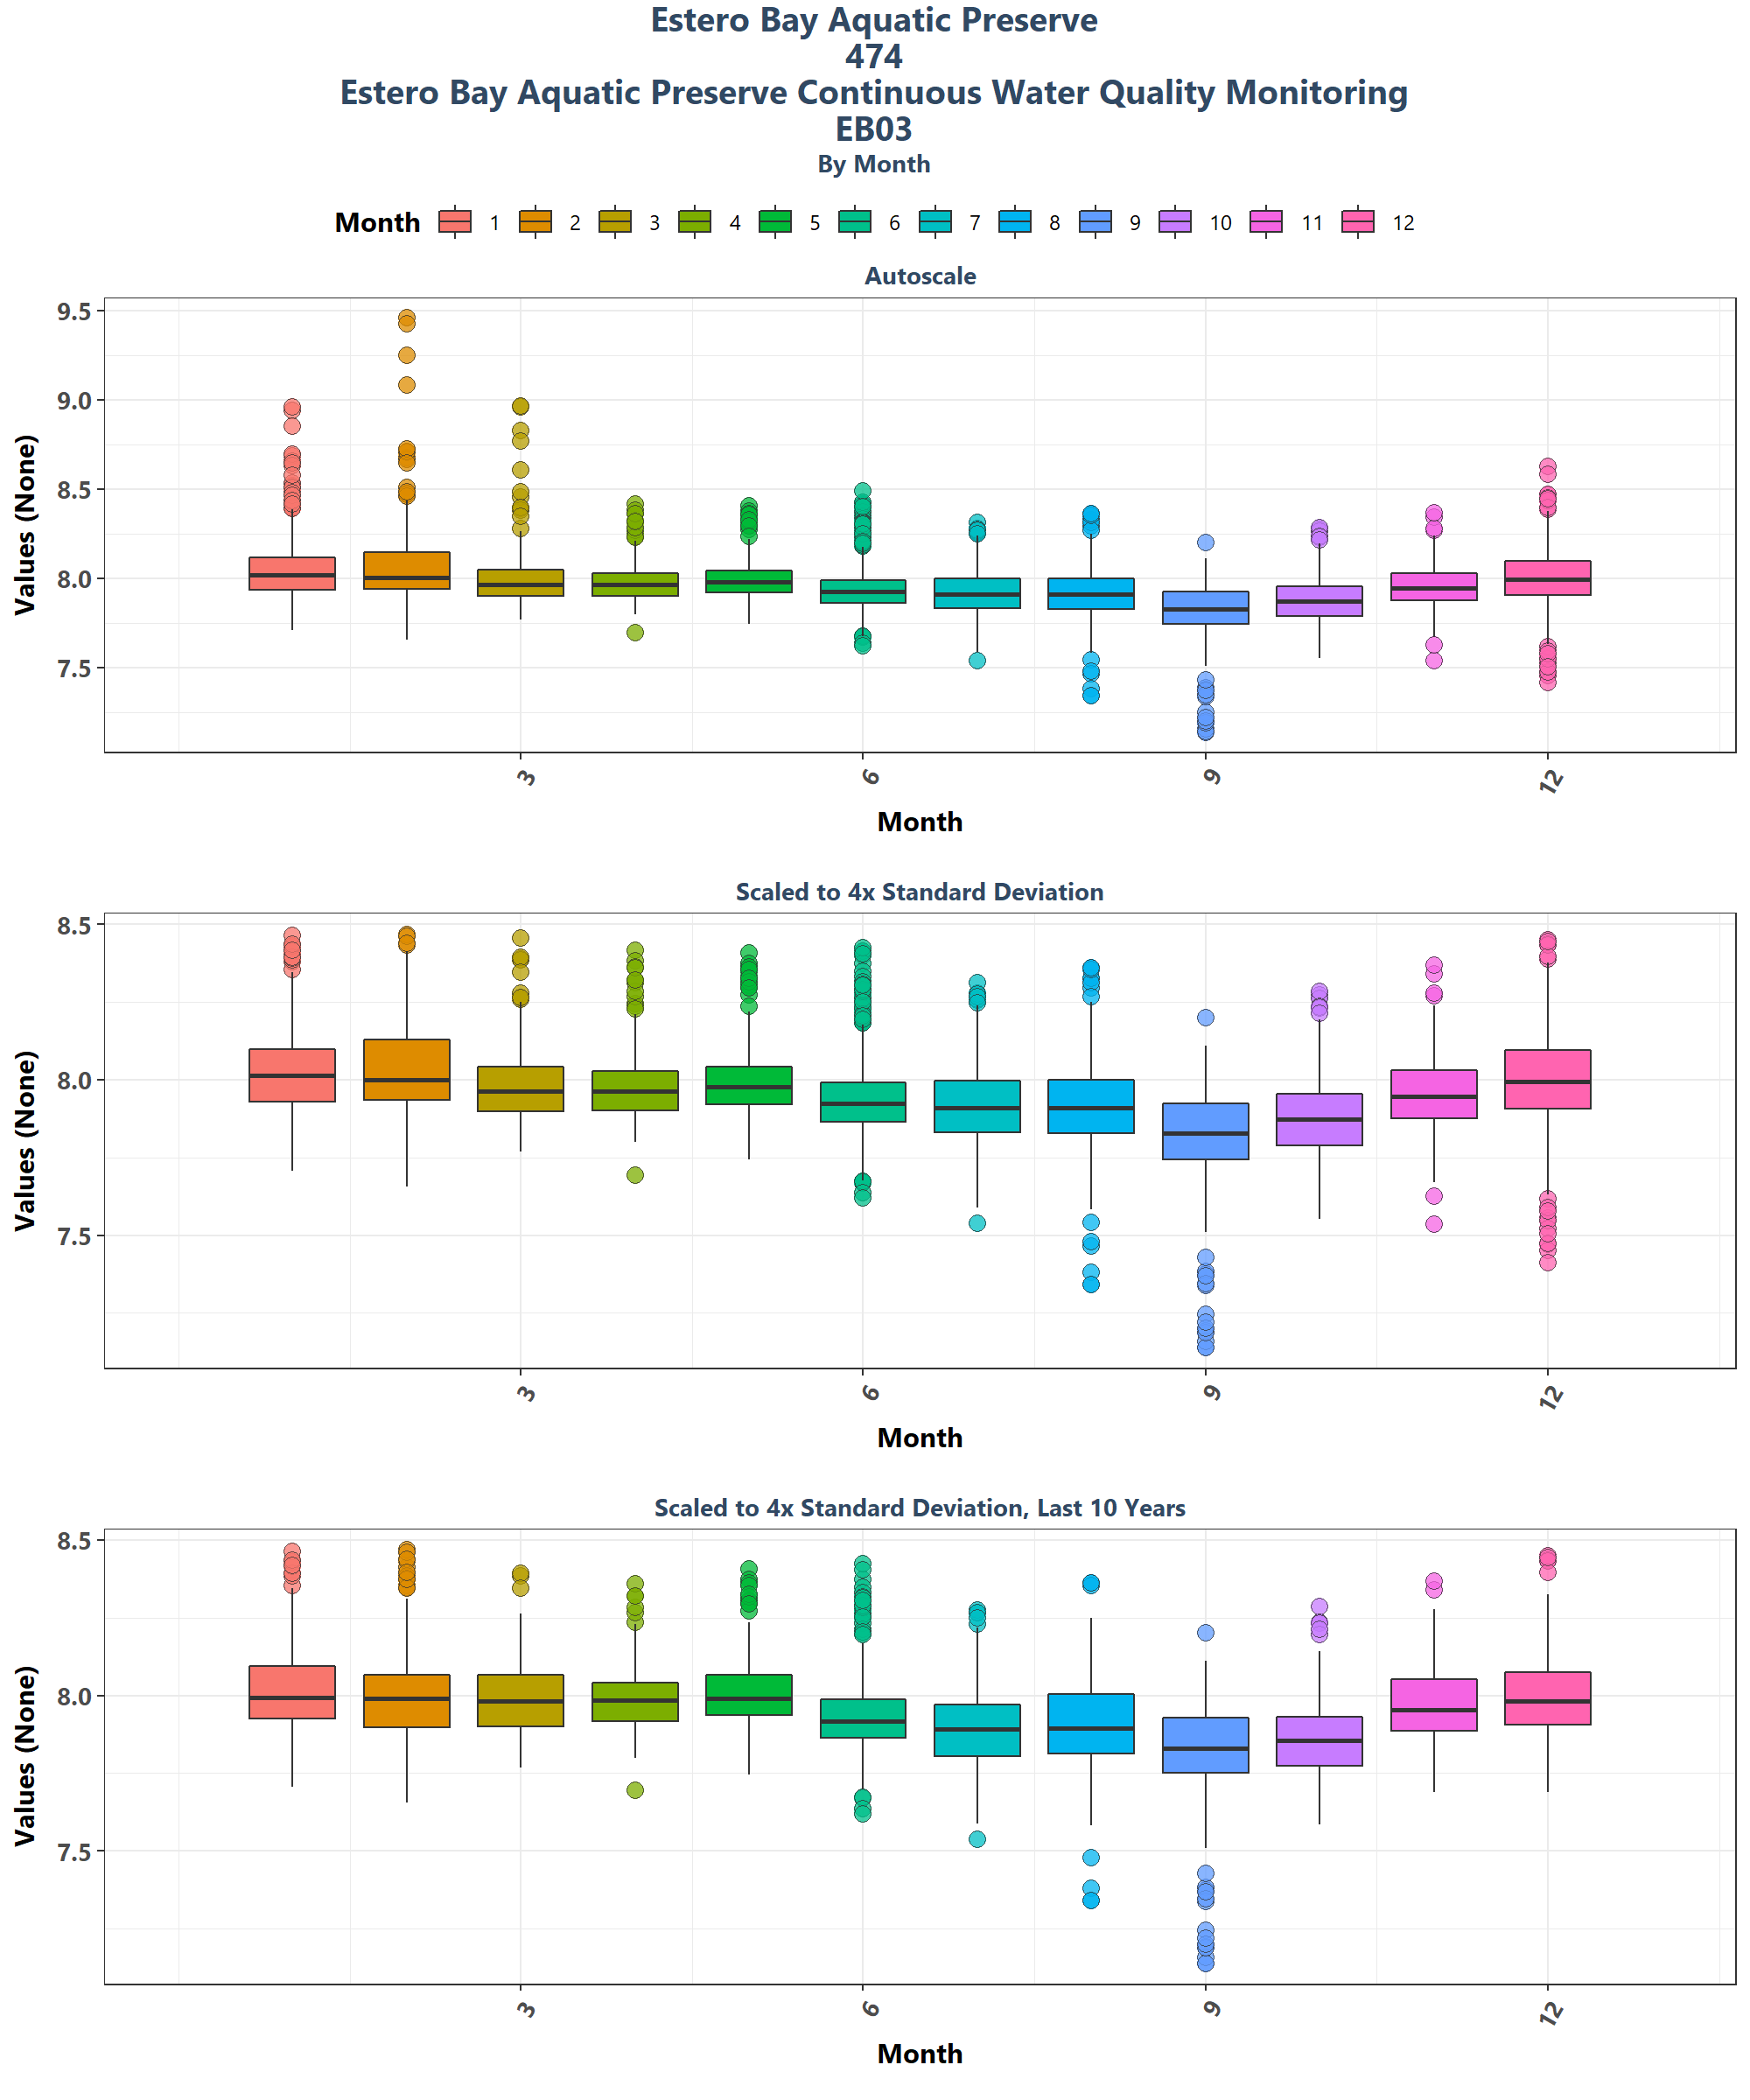 Estero Bay Aquatic Preserve
474
Estero Bay Aquatic Preserve Continuous Water Quality Monitoring
EB03
By Month
Month 1 2 3 4 5 6 7 8 9 10 11 12
Autoscale
9.5
9.0
8.5
8.0
7.5
Values (None)
3 6 9 12
Month
Scaled to 4x Standard Deviation
8.5
8.0
7.5
Values (None)
3 6 9 12
Month
Scaled to 4x Standard Deviation, Last 10 Years
8.5
8.0
7.5
Values (None)
3 6 9 12
Month